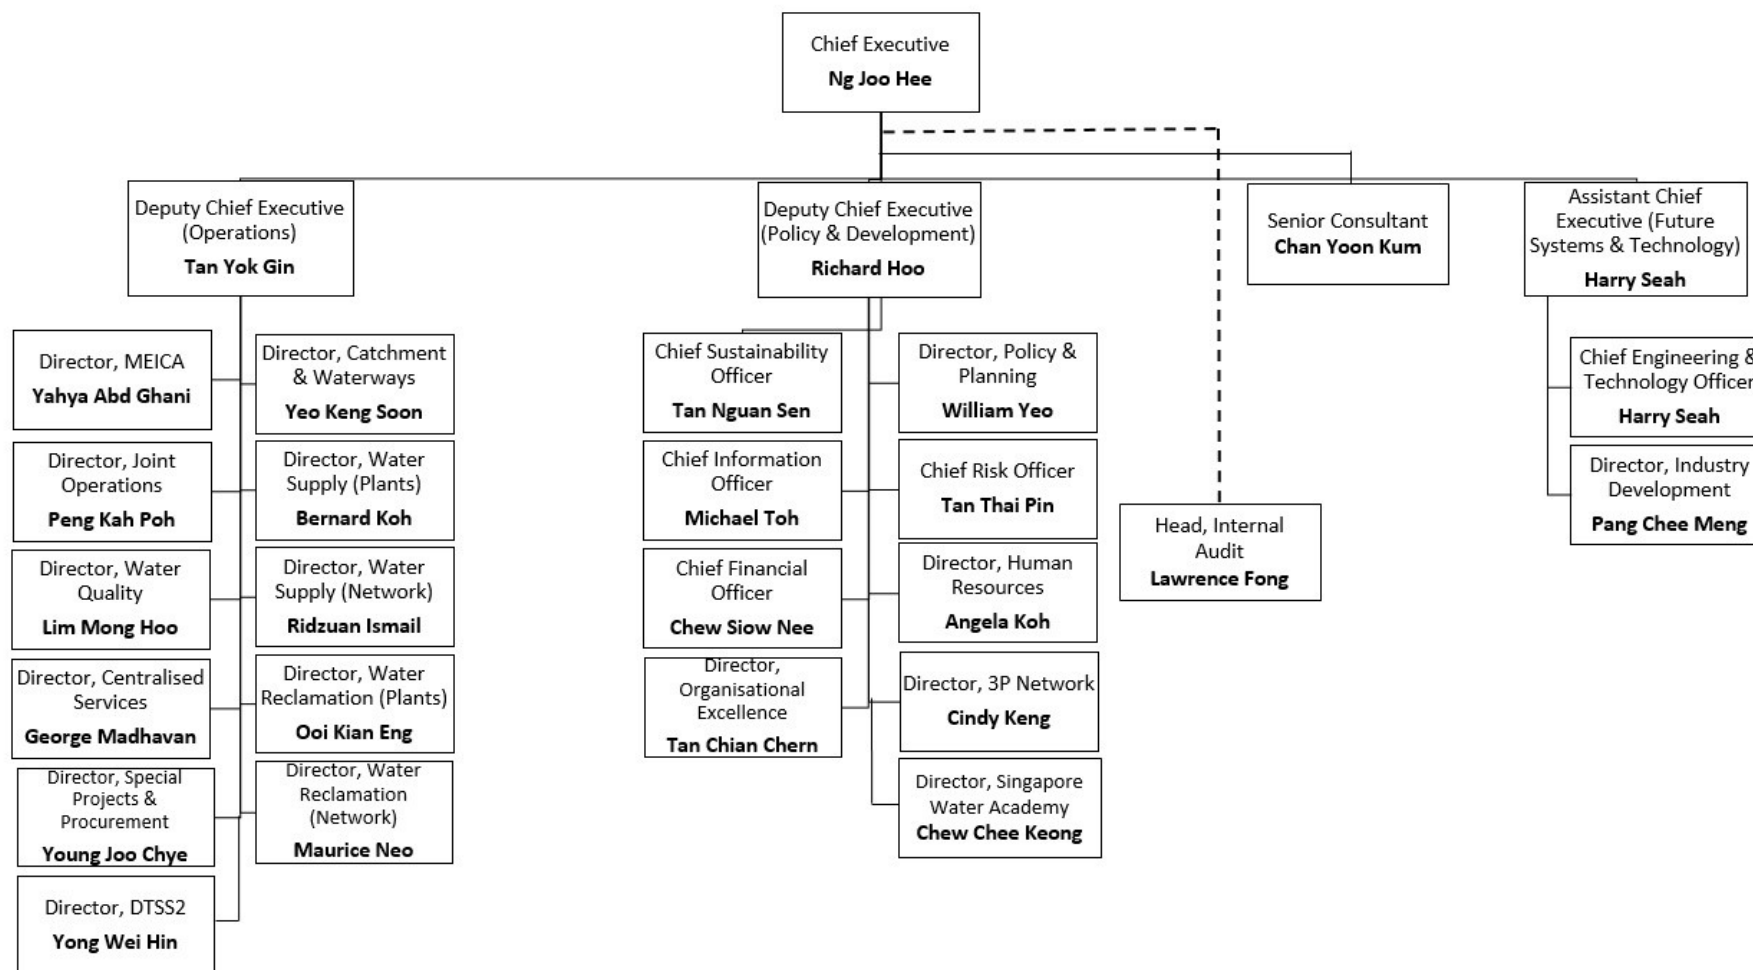 Chief Executive
Ng Joo Hee
Deputy Chief Executive
(Operations)
Tan Yok Gin
Deputy Chief Executive
(Policy & Development)
Richard Hoo
Senior Consultant
Chan Yoon Kum
Assistant Chief
Executive (Future
Systems & Technology)
Harry Seah
Director, MEICA
Yahya Abd Ghani
Director, Catchment
& Waterways
Yeo Keng Soon
Director, Joint
Operations
Peng Kah Poh
Director, Water
Supply (Plants)
Bernard Koh
Director, Water
Quality
Lim Mong Hoo
Director, Water
Supply (Network)
Ridzuan Ismail
Director, Centralised
Services
George Madhavan
Director, Water
Reclamation (Plants)
Ooi Kian Eng
Director, Special
Projects &
Procurement
Young Joo Chye
Director, Water
Reclamation
(Network)
Maurice Neo
Director, DTSS2
Yong Wei Hin
Chief Sustainability
Officer
Tan Nguan Sen
Director, Policy &
Planning
William Yeo
Chief Information
Officer
Michael Toh
Chief Risk Officer
Tan Thai Pin
Chief Financial
Officer
Chew Siow Nee
Director, Human
Resources
Angela Koh
Director,
Organisational
Excellence
Tan Chian Chern
Director, 3P Network
Cindy Keng
Director, Singapore
Water Academy
Chew Chee Keong
Head, Internal
Audit
Lawrence Fong
Chief Engineering &
Technology Officer
Harry Seah
Director, Industry
Development
Pang Chee Meng